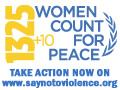 1325
+10
WOMEN
COUNT
FOR
PEACE
TAKE ACTION NOW ON
www.saynotoviolence.org